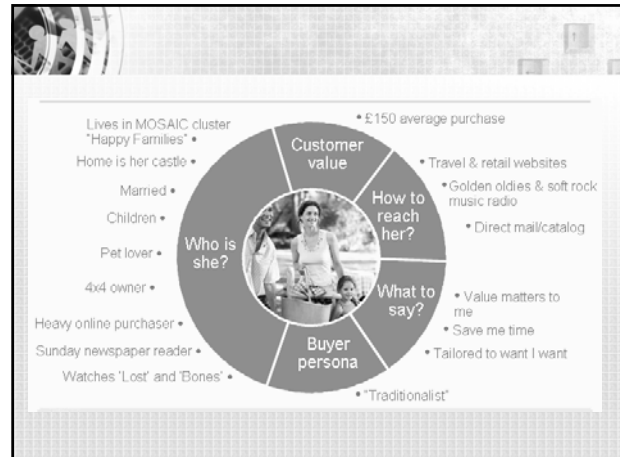 Lives in MOSAIC cluster
"Happy Families" •
Home is her castle •
Married •
Children •
Pet lover •
4x4 owner •
Heavy online purchaser •
Sunday newspaper reader •
Watches 'Lost' and 'Bones' •
Who is
she?
Customer
value
• £150 average purchase
How to
reach
her?
• Travel & retail websites
• Golden oldies & soft rock
music radio
• Direct mail/catalog
What to
say?
• Value matters to
me
• Save me time
• Tailored to want I want
Buyer
persona
• "Traditionalist"